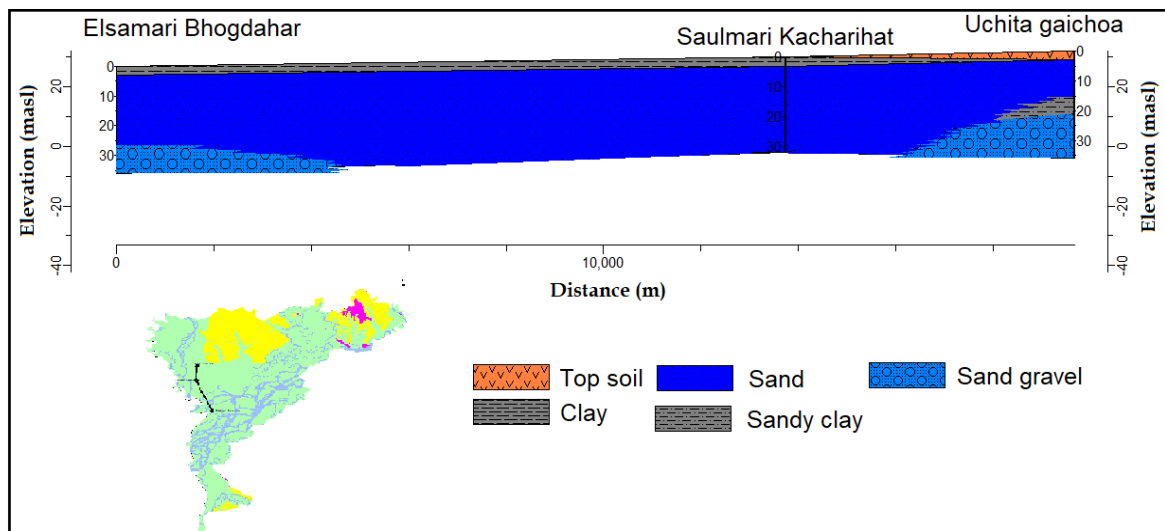 Elsamari Bhogdahar
Saulmari Kacharihat
Uchita gaichoa
Elevation (masl)
20
0
-20
-40
0
10
20
30
0
10
20
30
0
10
20
30
20
0
-20
-40
Elevation (masl)
0
10,000
Distance (m)
Top soil
Sand
Sand gravel
Clay
Sandy clay